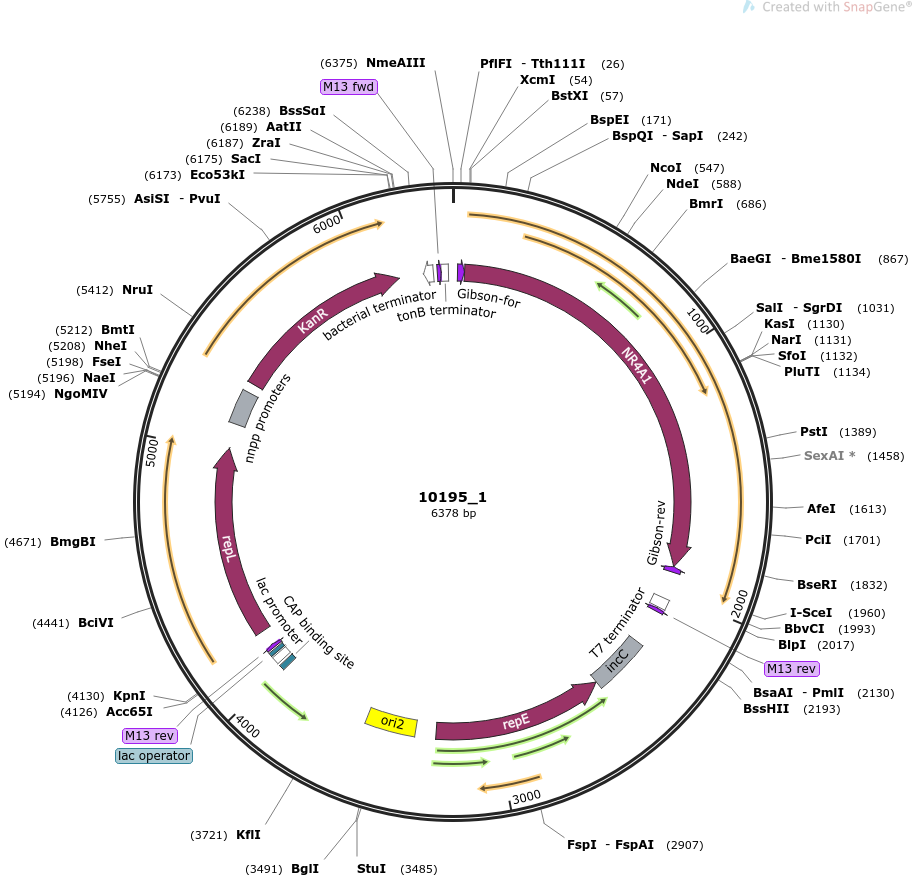 Created with SnapGene®
(6375) NmeAIII
M13 fwd
(6238) BssSαI
(6189) AatII
(6187) ZraI
(6175) SacI
(6173) Eco53kI
(5755) AsiSI - PvuI
(5412) NruI
(5212) BmtI
(5208) NheI
(5198) FseI
(5196) NaeI
(5194) NgoMIV
(4671) BmgBI
(4441) BciVI
(4130) KpnI
(4126) Acc65I
M13 rev
lac operator
(3721) KflI
(3491) BglI
StuI (3485)
PflFI - Tth111I (26)
XcmI (54)
BstXI (57)
BspEI (171)
BspQI - SapI (242)
NcoI (547)
NdeI (588)
BmrI (686)
BaeGI - Bme1580I (867)
SalI - SgrDI (1031)
KasI (1130)
NarI (1131)
SfoI (1132)
PluTI (1134)
PstI (1389)
SexAI * (1458)
AfeI (1613)
PciI (1701)
BseRI (1832)
I-SceI (1960)
BbvCI (1993)
BlpI (2017)
M13 rev
BsaAI - PmlI (2130)
BssHII (2193)
FspI - FspAI (2907)
1000
2000
3000
4000
5000
6000
bacterial terminator
tonB terminator
Gibson-for
NR4A1
Gibson-rev
T7 terminator
incC
repE
ori2
CAP binding site
lac promoter
repL
nnpp promoters
KanR
10195_1
6378 bp